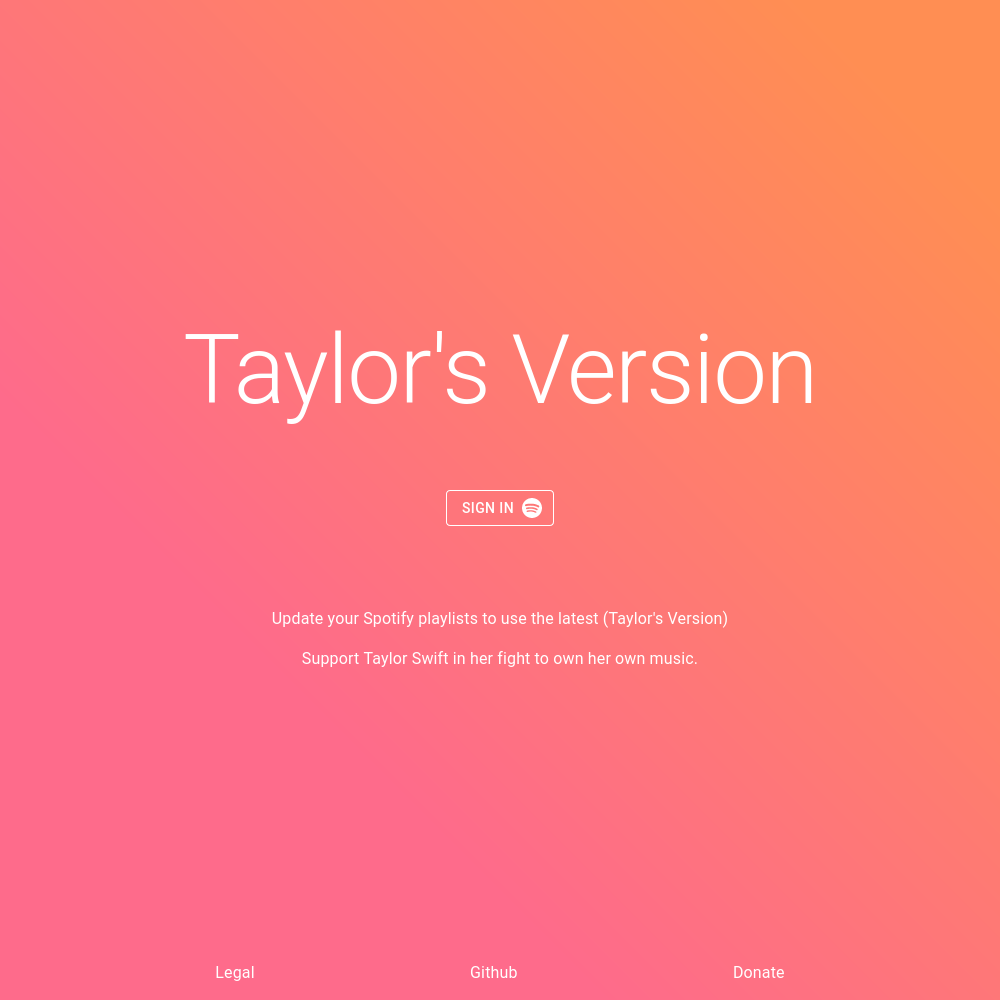 Taylor's Version
SIGN IN
Update your Spotify playlists to use the latest (Taylor's Version)
Support Taylor Swift in her fight to own her own music.
Legal Github Donate